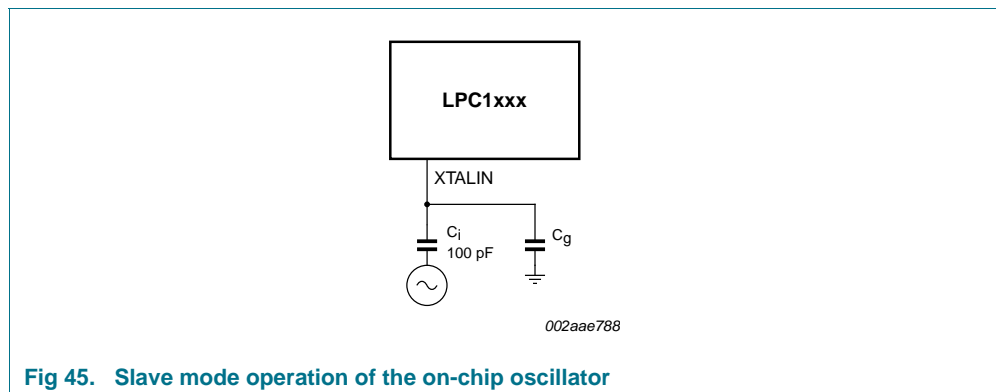 LPC1xxx
XTALIN
Ci
100 pF
Cg
002aae788
Fig 45. Slave mode operation of the on-chip oscillator